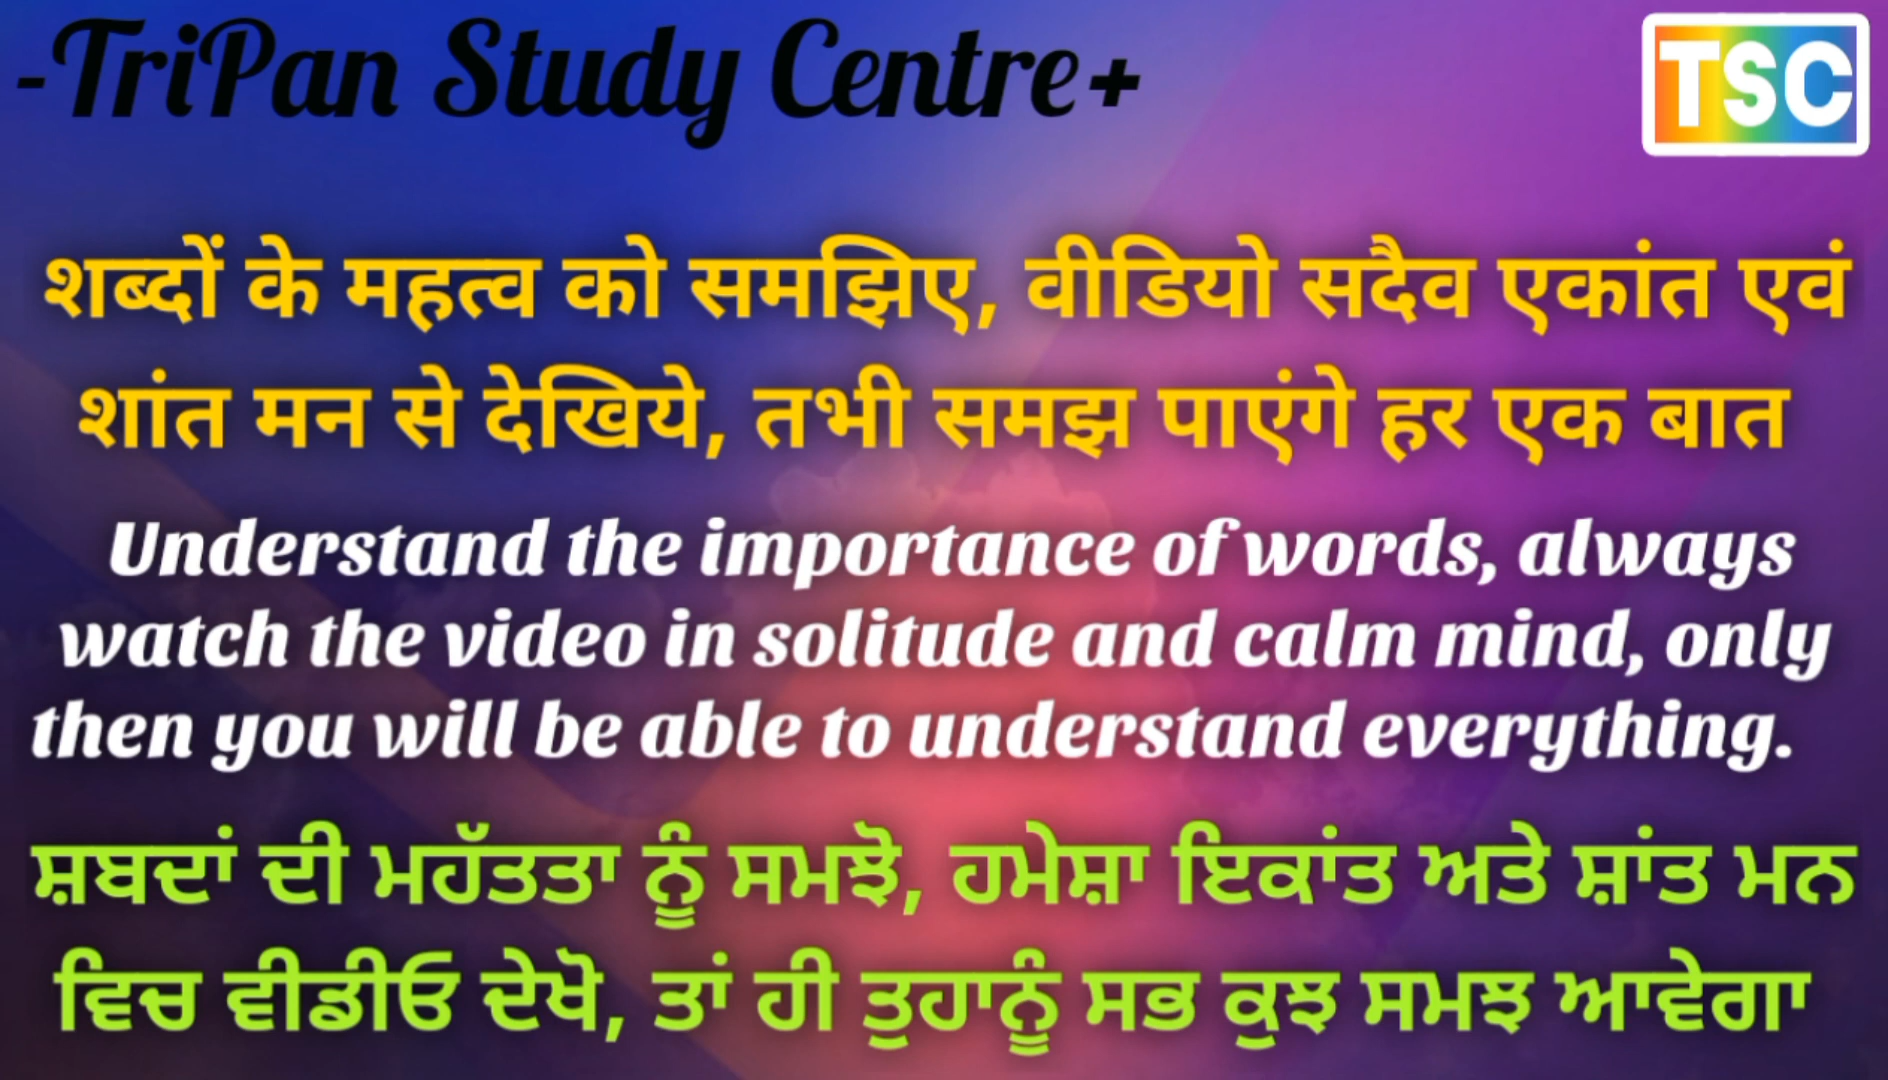 -TriPan Study Centre+
TSC
शब्दों के महत्व को समझिए, वीडियो सदैव एकांत एवं
शांत मन से देखिये, तभी समझ पाएंगे हर एक बात
Understand the importance of words, always
watch the video in solitude and calm mind, only
then you will be able to understand everything.
ਸ਼ਬਦਾਂ ਦੀ ਮਹੱਤਤਾ ਨੂੰ ਸਮਝੋ, ਹਮੇਸ਼ਾ ਇਕਾਂਤ ਅਤੇ ਸ਼ਾਂਤ ਮਨ
ਵਿਚ ਵੀਡੀਓ ਦੇਖੋ, ਤਾਂ ਹੀ ਤੁਹਾਨੂੰ ਸਭ ਕੁਝ ਸਮਝ ਆਵੇਗਾ